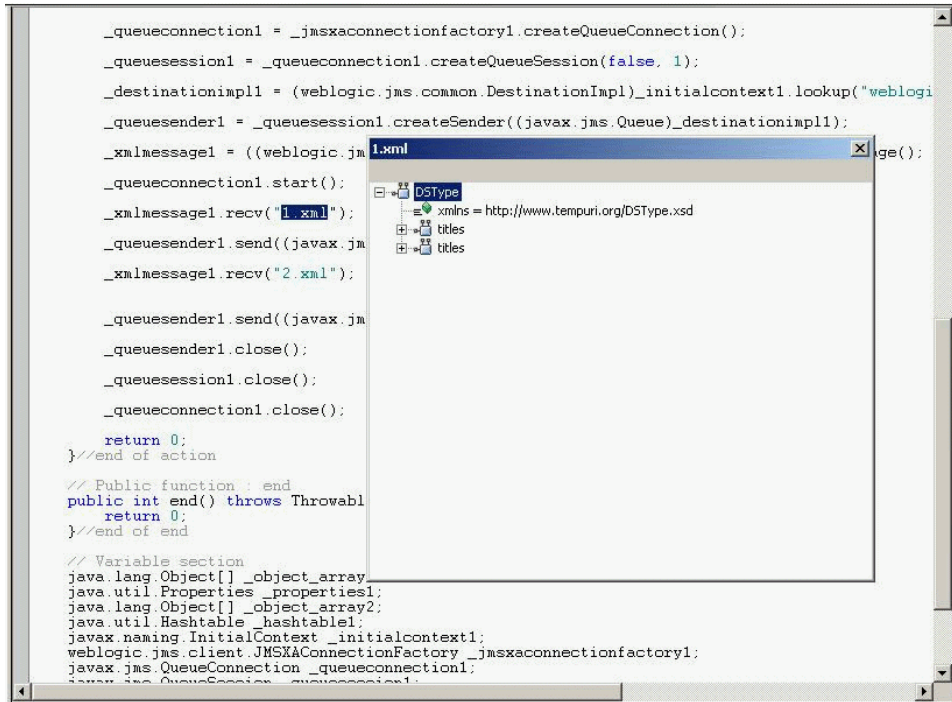 _queueconnection1 = _jmsxaconnectionfactory1.createQueueConnection();
_queuesession1 = _queueconnection1.createQueueSession(false, 1);
_destinationimpl1 = (weblogic.jms.common.DestinationImpl)_initialcontext1.lookup("weblogi
_queuesender1 = _queuesession1.createSender((javax.jms.Queue)_destinationimpl1);
_xmlmessage1 = ((weblogic.jm
ge();
_queueconnection1.start();
_xmlmessage1.recv("1.xml");
_queuesender1.send((javax.jm
_xmlmessage1.recv("2.xml");
_queuesender1.send((javax.jm
_queuesender1.close();
_queuesession1.close();
_queueconnection1.close();
return 0;
}//end of action
// Public function : end
public int end() throws Throwabl
return 0;
}//end of end
// Variable section
java.lang.Object[] _object_array
java.util.Properties _properties1;
java.lang.Object[] _object_array2;
java.util.Hashtable _hashtable1;
javax.naming.InitialContext _initialcontext1;
weblogic.jms.client.JMSXAConnectionFactory _jmsxaconnectionfactory1;
javax.jms.QueueConnection _queueconnection1;
javax.jms.QueueSession _queuesession1;
1.xml
DSType
xmlns = http://www.tempuri.org/DSType.xsd
titles
titles